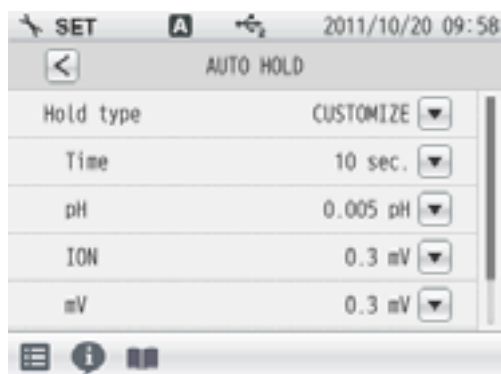 SET A 2 2011/10/20 09:58
< AUTO HOLD
Hold type CUSTOMIZE
Time 10 sec.
pH 0.005 pH
ION 0.3 mV
mV 0.3 mV